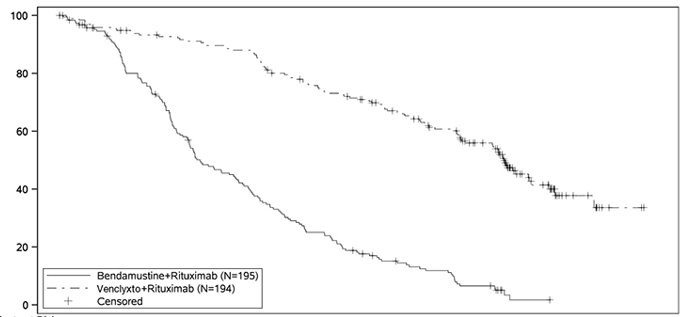 100
80
60
40
20
0
Bendamustine+Rituximab (N=195)
Venclyxto+Rituximab (N=194)
Censored